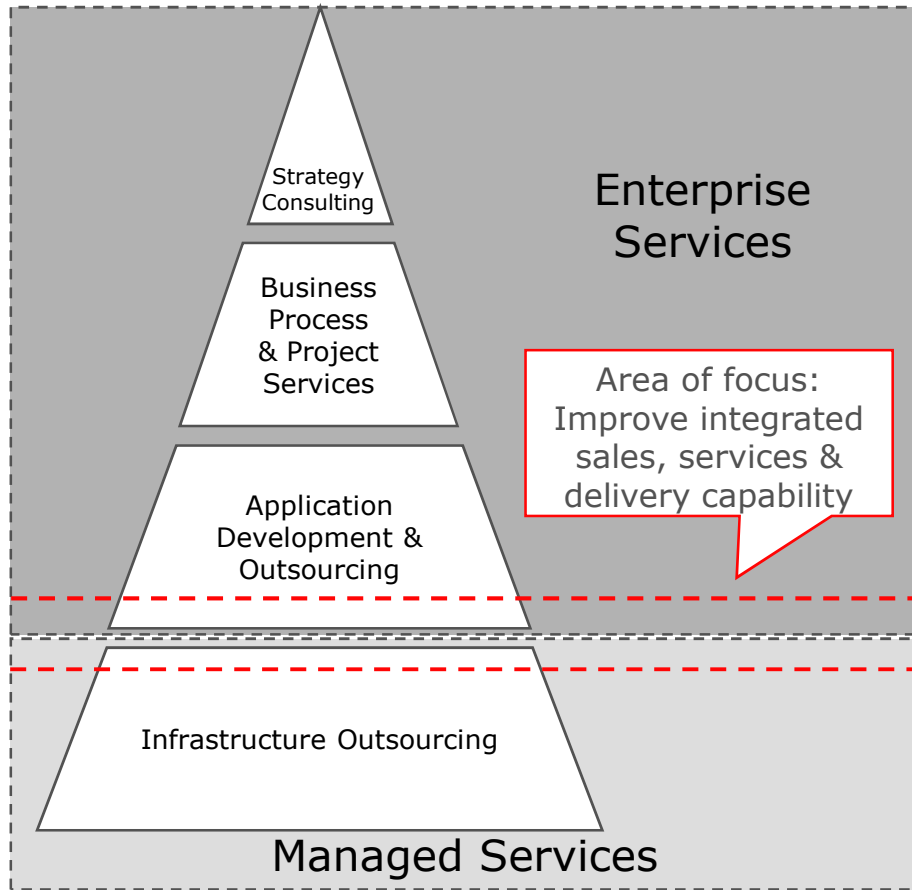 Strategy
Consulting
Enterprise
Services
Business
Process
& Project
Services
Area of focus:
Improve integrated
sales, services &
delivery capability
Application
Development &
Outsourcing
Infrastructure Outsourcing
Managed Services